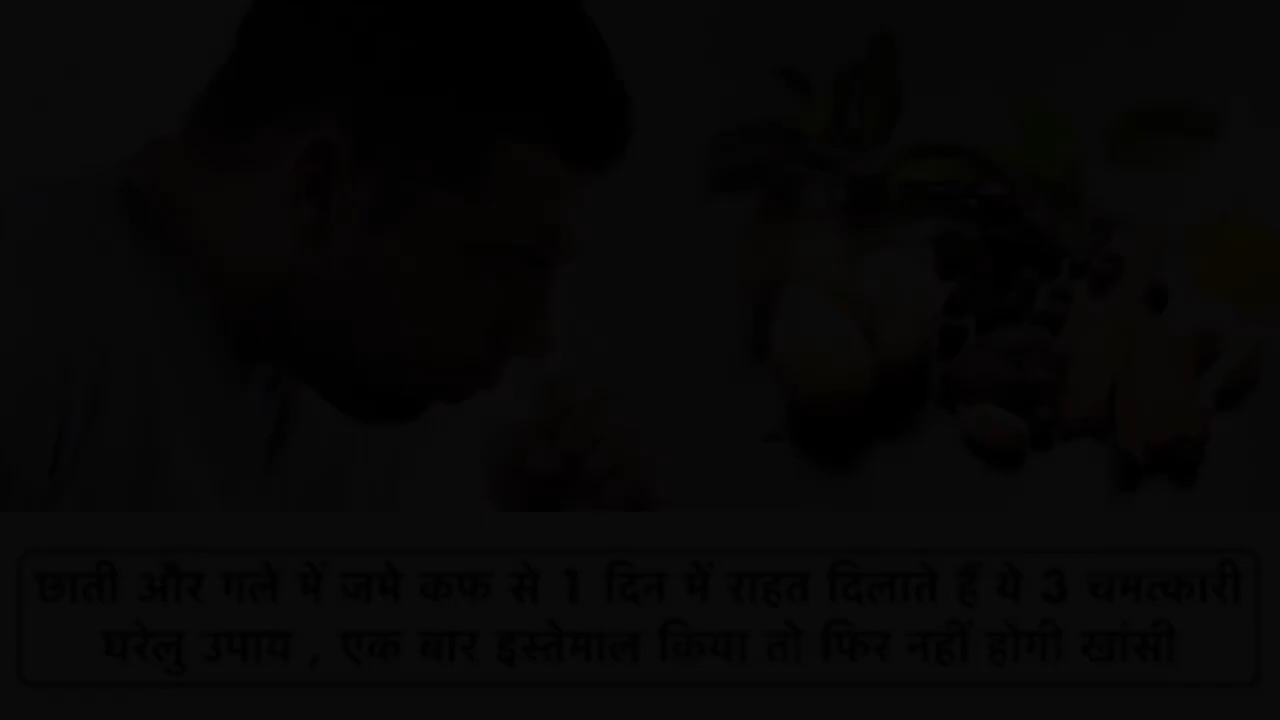 छाती और गले में जमे कफ से 1 दिन में राहत दिलाते हैं ये 3 चमत्कारी
घरेलु उपाय , एक बार इस्तेमाल किया तो फिर नहीं होगी खांसी